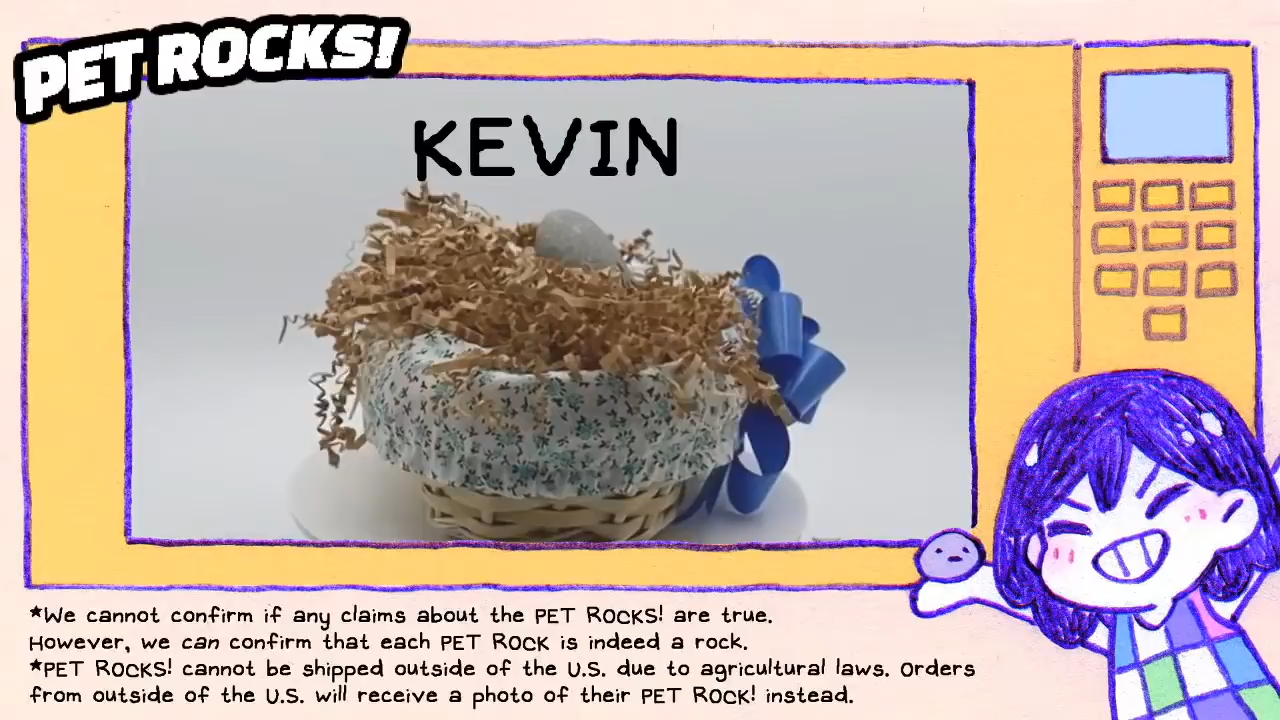 PET ROCKS!
KEVIN
*We cannot confirm if any claims about the PET ROCKS! are true.
However, we can confirm that each PET ROCK is indeed a rock.
*PET ROCKS! cannot be shipped outside of the U.S. due to agricultural laws. Orders
from outside of the U.S. will receive a photo of their PET ROCK! instead.